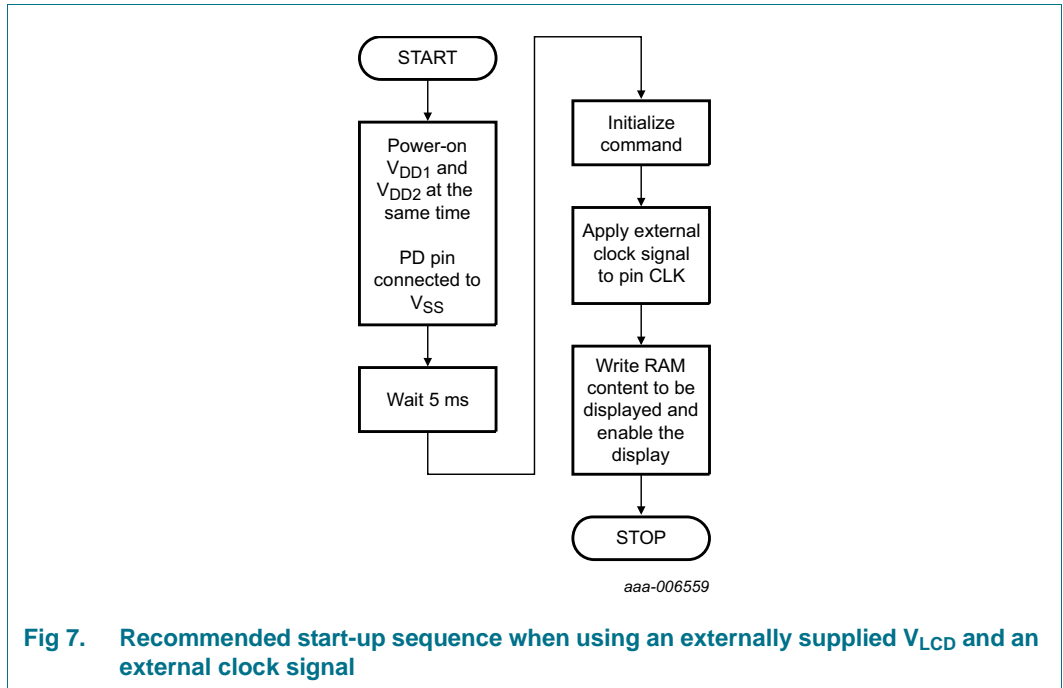 START
Power-on
VDD1 and
VDD2 at the
same time
PD pin
connected to
VSS
Wait 5 ms
Initialize
command
Apply external
clock signal
to pin CLK
Write RAM
content to be
displayed and
enable the
display
STOP
aaa-006559
Fig 7. Recommended start-up sequence when using an externally supplied VLCD and an
external clock signal